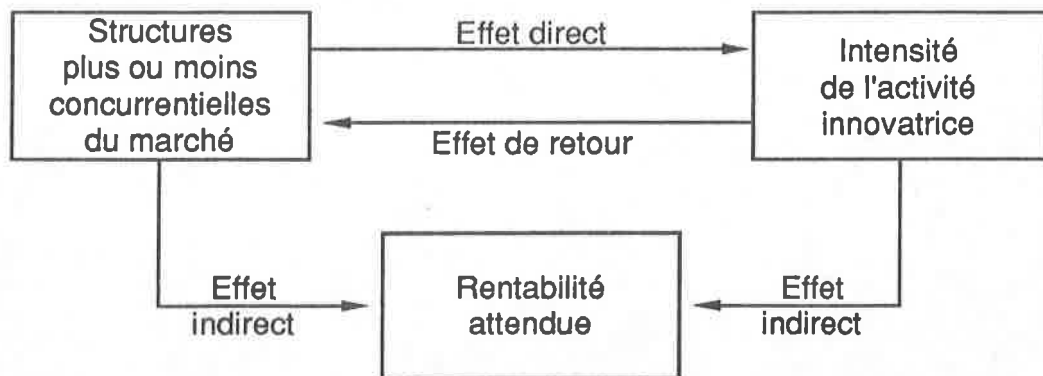 Structures
plus ou moins
concurrentielles
du marché
Effet direct
Intensité
de l'activité
innovatrice
Effet de retour
Effet
indirect
Rentabilité
attendue
Effet
indirect